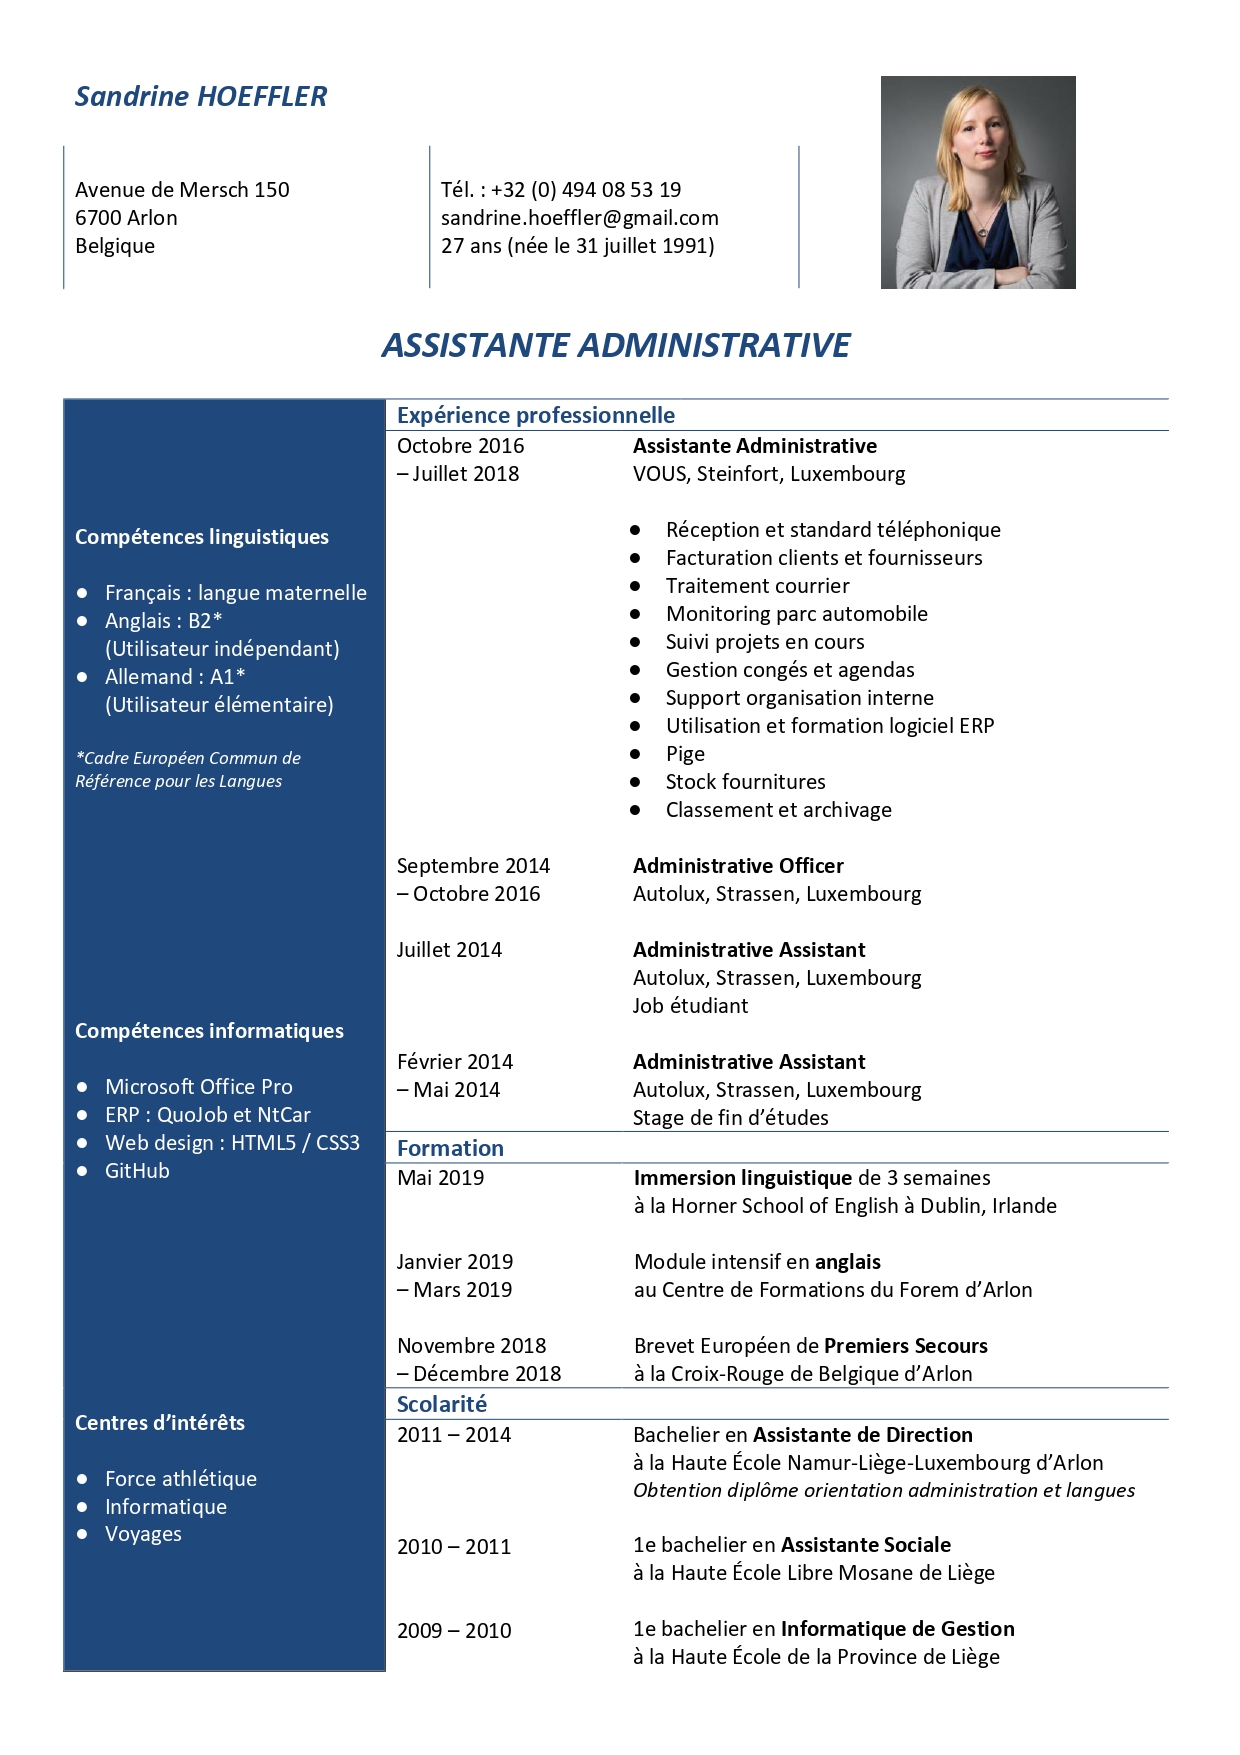 Sandrine HOEFFLER
Avenue de Mersch 150
6700 Arlon
Belgique
Tél. : +32 (0) 494 08 53 19
sandrine.hoeffler@gmail.com
27 ans (née le 31 juillet 1991)
ASSISTANTE ADMINISTRATIVE
Compétences linguistiques
● Français : langue maternelle
● Anglais : B2*
(Utilisateur indépendant)
● Allemand : A1*
(Utilisateur élémentaire)
*Cadre Européen Commun de
Référence pour les Langues
Compétences informatiques
● Microsoft Office Pro
● ERP : QuoJob et NtCar
● Web design : HTML5 / CSS3
● GitHub
Centres d’intérêts
● Force athlétique
● Informatique
● Voyages
Expérience professionnelle
Octobre 2016 Assistante Administrative
– Juillet 2018 VOUS, Steinfort, Luxembourg
● Réception et standard téléphonique
● Facturation clients et fournisseurs
● Traitement courrier
● Monitoring parc automobile
● Suivi projets en cours
● Gestion congés et agendas
● Support organisation interne
● Utilisation et formation logiciel ERP
● Pige
● Stock fournitures
● Classement et archivage
Septembre 2014 Administrative Officer
– Octobre 2016 Autolux, Strassen, Luxembourg
Juillet 2014 Administrative Assistant
Autolux, Strassen, Luxembourg
Job étudiant
Février 2014 Administrative Assistant
– Mai 2014 Autolux, Strassen, Luxembourg
Stage de fin d’études
Formation
Mai 2019 Immersion linguistique de 3 semaines
à la Horner School of English à Dublin, Irlande
Janvier 2019 Module intensif en anglais
– Mars 2019 au Centre de Formations du Forem d’Arlon
Novembre 2018 Brevet Européen de Premiers Secours
– Décembre 2018 à la Croix-Rouge de Belgique d’Arlon
Scolarité
2011 – 2014 Bachelier en Assistante de Direction
à la Haute École Namur-Liège-Luxembourg d’Arlon
Obtention diplôme orientation administration et langues
2010 – 2011 1e bachelier en Assistante Sociale
à la Haute École Libre Mosane de Liège
2009 – 2010 1e bachelier en Informatique de Gestion
à la Haute École de la Province de Liège